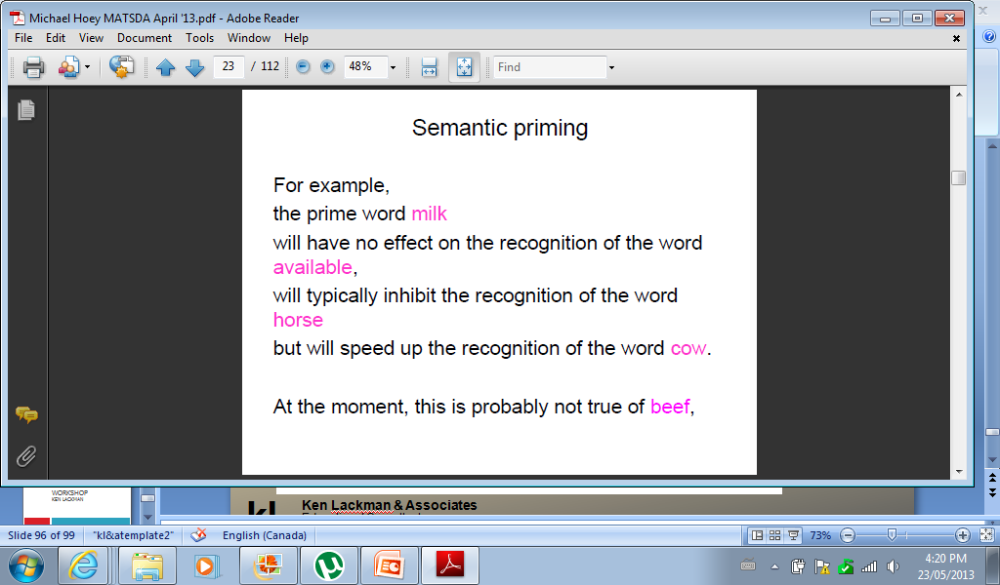 Michael Hoey MATSDA April '13.pdf - Adobe Reader
File Edit View Document Tools Window Help
23 / 112 48% Find
Semantic priming
For example,
the prime word milk
will have no effect on the recognition of the word
available,
will typically inhibit the recognition of the word
horse
but will speed up the recognition of the word cow.
At the moment, this is probably not true of beef,
WORKSHOP
KEN LACKMAN
kl
Ken Lackman & Associates
Slide 96 of 99 "kl&atemplate2" English (Canada) 73%
4:20 PM
23/05/2013